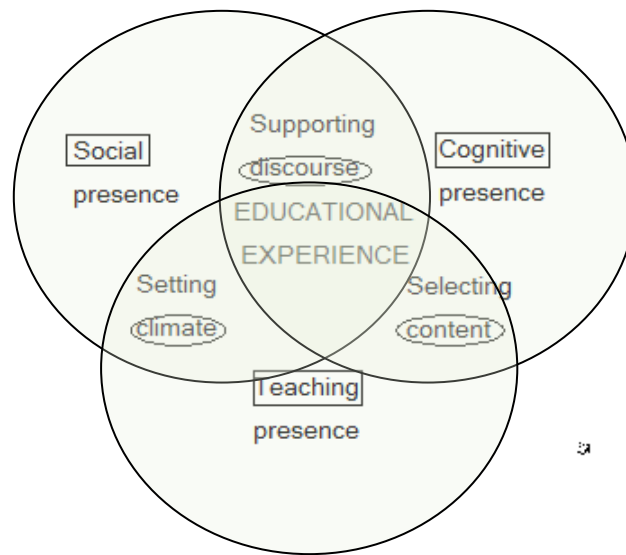 Supporting
discourse
Social
presence
Cognitive
presence
EDUCATIONAL
EXPERIENCE
Setting
climate
Selecting
content
Teaching
presence